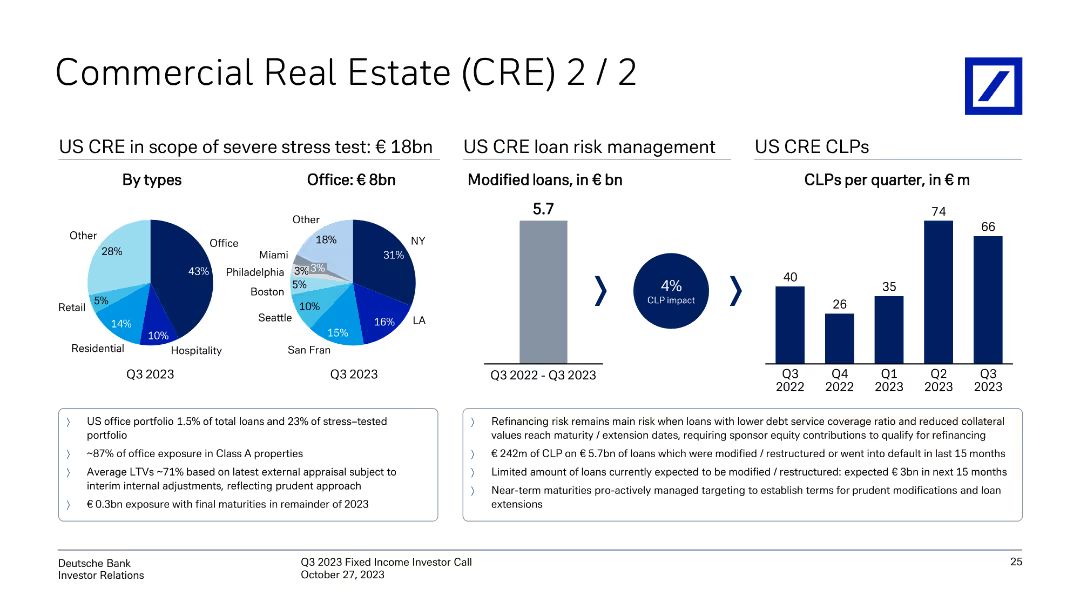 Commercial Real Estate (CRE) 2 / 2
US CRE in scope of severe stress test: € 18bn
By types
Office: € 8bn
Other
28%
Office
43%
Retail
5%
14%
10%
Residential
Hospitality
Q3 2023
Other
18%
NY
31%
Miami
3%
Philadelphia
3%
Boston
5%
Seattle
10%
LA
16%
15%
San Fran
Q3 2023
US CRE loan risk management
Modified loans, in € bn
5.7
4%
CLP impact
Q3 2022 - Q3 2023
US CRE CLPs
CLPs per quarter, in € m
40
26
35
74
66
Q3
2022
Q4
2022
Q1
2023
Q2
2023
Q3
2023
US office portfolio 1.5% of total loans and 23% of stress–tested
portfolio
~87% of office exposure in Class A properties
Average LTVs ~71% based on latest external appraisal subject to
interim internal adjustments, reflecting prudent approach
€ 0.3bn exposure with final maturities in remainder of 2023
Refinancing risk remains main risk when loans with lower debt service coverage ratio and reduced collateral
values reach maturity / extension dates, requiring sponsor equity contributions to qualify for refinancing
€ 242m of CLP on € 5.7bn of loans which were modified / restructured or went into default in last 15 months
Limited amount of loans currently expected to be modified / restructured: expected € 3bn in next 15 months
Near-term maturities pro-actively managed targeting to establish terms for prudent modifications and loan
extensions
Deutsche Bank
Investor Relations
Q3 2023 Fixed Income Investor Call
October 27, 2023
25